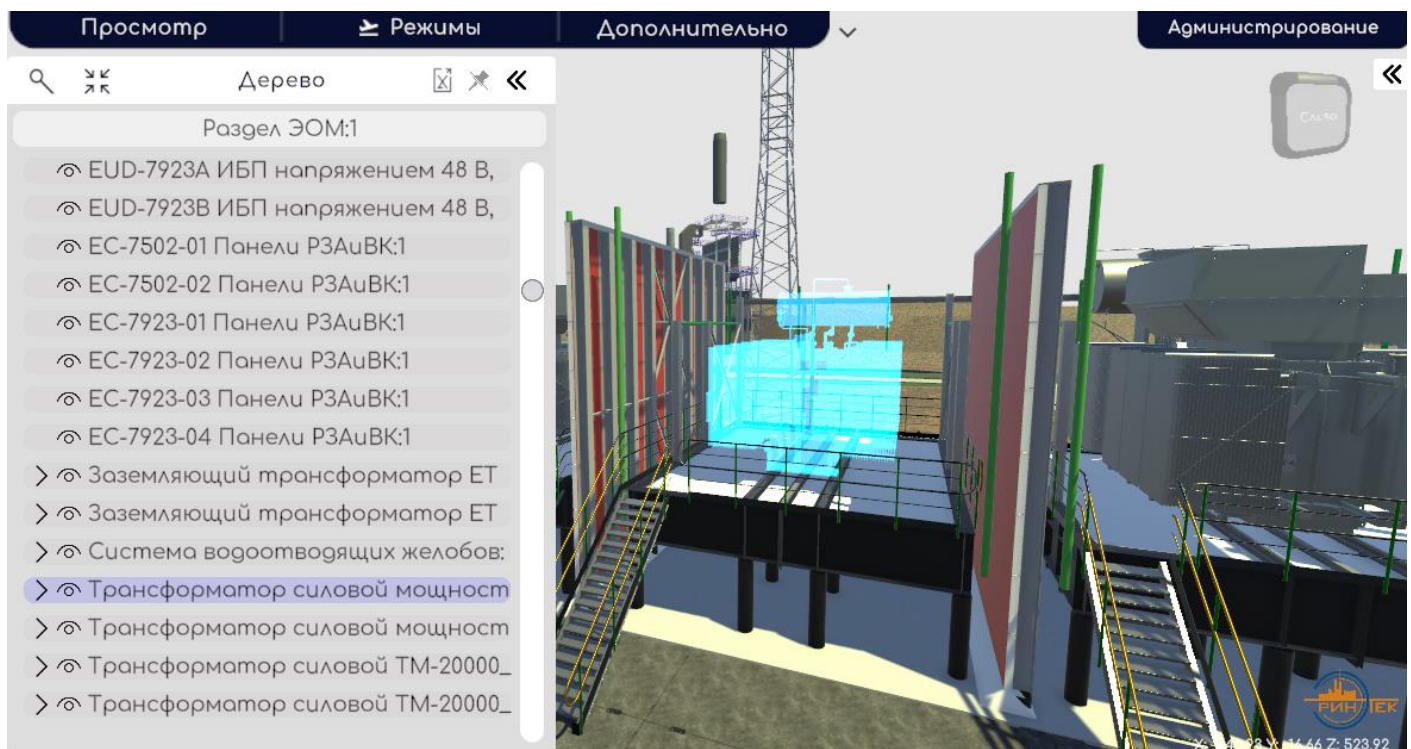 Просмотр
Режимы
Дополнительно
Администрирование
Дерево
Раздел ЭОМ:1
EUD-7923A ИБП напряжением 48 В,
EUD-7923B ИБП напряжением 48 В,
EC-7502-01 Панели РЗАиВК:1
EC-7502-02 Панели РЗАиВК:1
EC-7923-01 Панели РЗАиВК:1
EC-7923-02 Панели РЗАиВК:1
EC-7923-03 Панели РЗАиВК:1
EC-7923-04 Панели РЗАиВК:1
Заземляющий трансформатор ET
Заземляющий трансформатор ET
Система водоотводящих желобов:
Трансформатор силовой мощност
Трансформатор силовой мощност
Трансформатор силовой ТМ-20000_
Трансформатор силовой ТМ-20000_
РИНТЕК
Z: 523.92